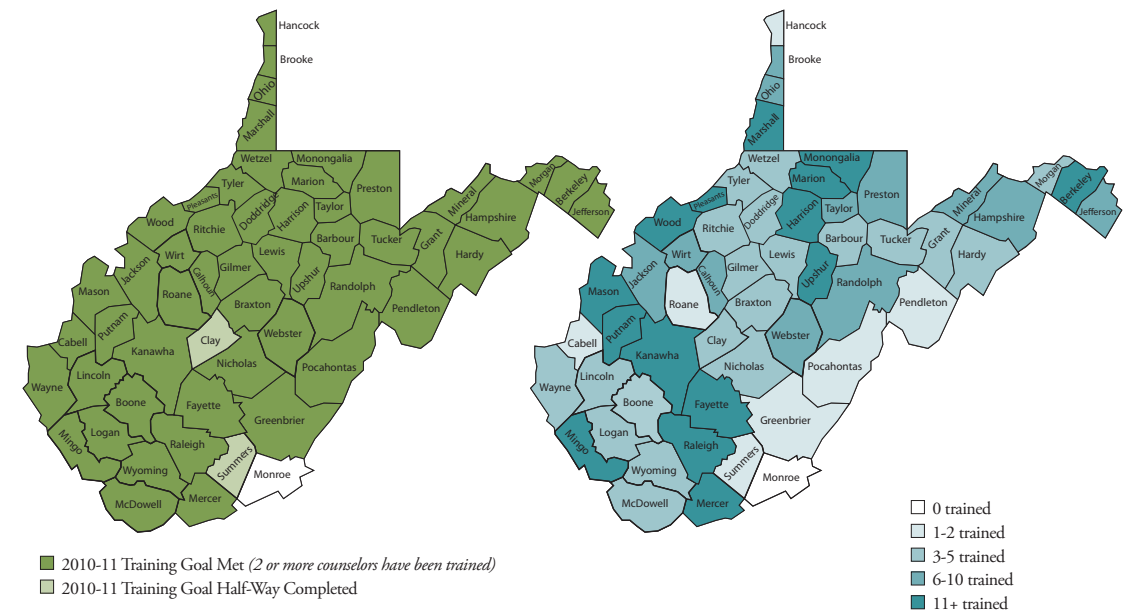 Hancock
Brooke
Ohio
Marshall
Wetzel
Monongalia
Tyler
Marion
Preston
Pleasants
Doddridge
Harrison
Taylor
Wood
Ritchie
Barbour
Tucker
Grant
Mineral
Hampshire
Morgan
Berkeley
Jefferson
Hardy
Wirt
Lewis
Jackson
Calhoun
Gilmer
Upshur
Randolph
Mason
Roane
Braxton
Pendleton
Putnam
Cabell
Clay
Webster
Kanawha
Nicholas
Pocahontas
Wayne
Lincoln
Boone
Fayette
Greenbrier
Mingo
Logan
Raleigh
Summers
Monroe
Wyoming
McDowell
Mercer
2010-11 Training Goal Met (2 or more counselors have been trained)
2010-11 Training Goal Half-Way Completed
Hancock
Brooke
Ohio
Marshall
Wetzel
Monongalia
Tyler
Marion
Preston
Pleasants
Doddridge
Harrison
Taylor
Wood
Ritchie
Barbour
Tucker
Grant
Mineral
Hampshire
Morgan
Berkeley
Jefferson
Hardy
Wirt
Lewis
Jackson
Calhoun
Gilmer
Upshur
Randolph
Mason
Roane
Braxton
Pendleton
Putnam
Cabell
Clay
Webster
Kanawha
Nicholas
Pocahontas
Wayne
Lincoln
Boone
Fayette
Greenbrier
Mingo
Logan
Raleigh
Summers
Monroe
Wyoming
McDowell
Mercer
0 trained
1-2 trained
3-5 trained
6-10 trained
11+ trained